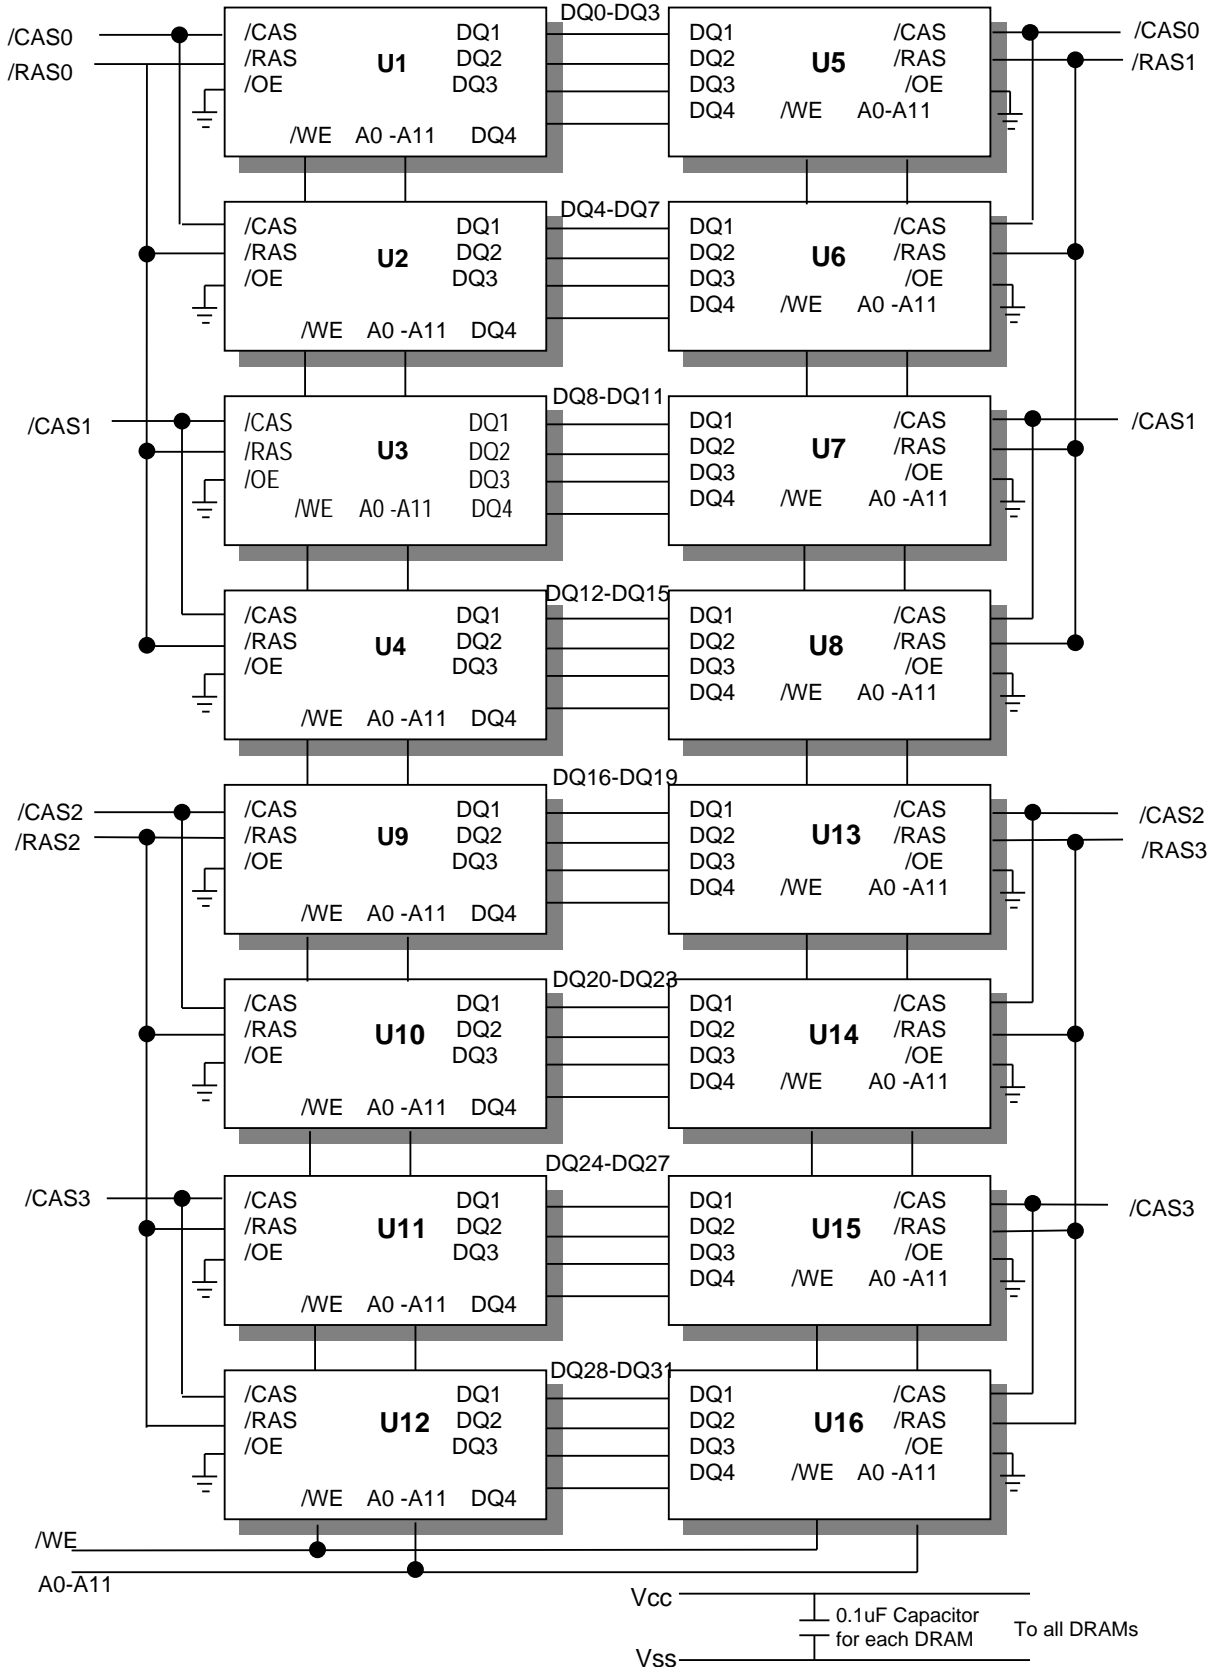 DQ0-DQ3
/CAS0 /CAS DQ1 DQ1 /CAS /CAS0
/RAS0 /RAS U1 DQ2 DQ2 U5 /RAS /RAS1
/OE DQ3 DQ3 /OE
DQ4 /WE A0-A11
/WE A0 -A11 DQ4
DQ4-DQ7
/CAS DQ1 DQ1 /CAS
/RAS U2 DQ2 DQ2 U6 /RAS
/OE DQ3 DQ3 /OE
DQ4 /WE A0 -A11
/WE A0 -A11 DQ4
DQ8-DQ11
/CAS1 /CAS DQ1 DQ1 /CAS /CAS1
/RAS U3 DQ2 DQ2 U7 /RAS
/OE DQ3 DQ3 /OE
/WE A0 -A11 DQ4 DQ4 /WE A0 -A11
DQ12-DQ15
/CAS DQ1 DQ1 /CAS
/RAS U4 DQ2 DQ2 U8 /RAS
/OE DQ3 DQ3 /OE
DQ4 /WE A0 -A11
/WE A0 -A11 DQ4
DQ16-DQ19
/CAS2 /CAS DQ1 DQ1 /CAS /CAS2
/RAS2 /RAS U9 DQ2 DQ2 U13 /RAS /RAS3
/OE DQ3 DQ3 /OE
DQ4 /WE A0 -A11
/WE A0 -A11 DQ4
DQ20-DQ23
/CAS DQ1 DQ1 /CAS
/RAS U10 DQ2 DQ2 U14 /RAS
/OE DQ3 DQ3 /OE
DQ4 /WE A0 -A11
/WE A0 -A11 DQ4
DQ24-DQ27
/CAS3 /CAS DQ1 DQ1 /CAS /CAS3
/RAS U11 DQ2 DQ2 U15 /RAS
/OE DQ3 DQ3 /OE
DQ4 /WE A0 -A11
/WE A0 -A11 DQ4
DQ28-DQ31
/CAS DQ1 DQ1 /CAS
/RAS U12 DQ2 DQ2 U16 /RAS
/OE DQ3 DQ3 /OE
DQ4 /WE A0 -A11
/WE A0 -A11 DQ4
/WE
A0-A11
Vcc
0.1uF Capacitor
for each DRAM
To all DRAMs
Vss